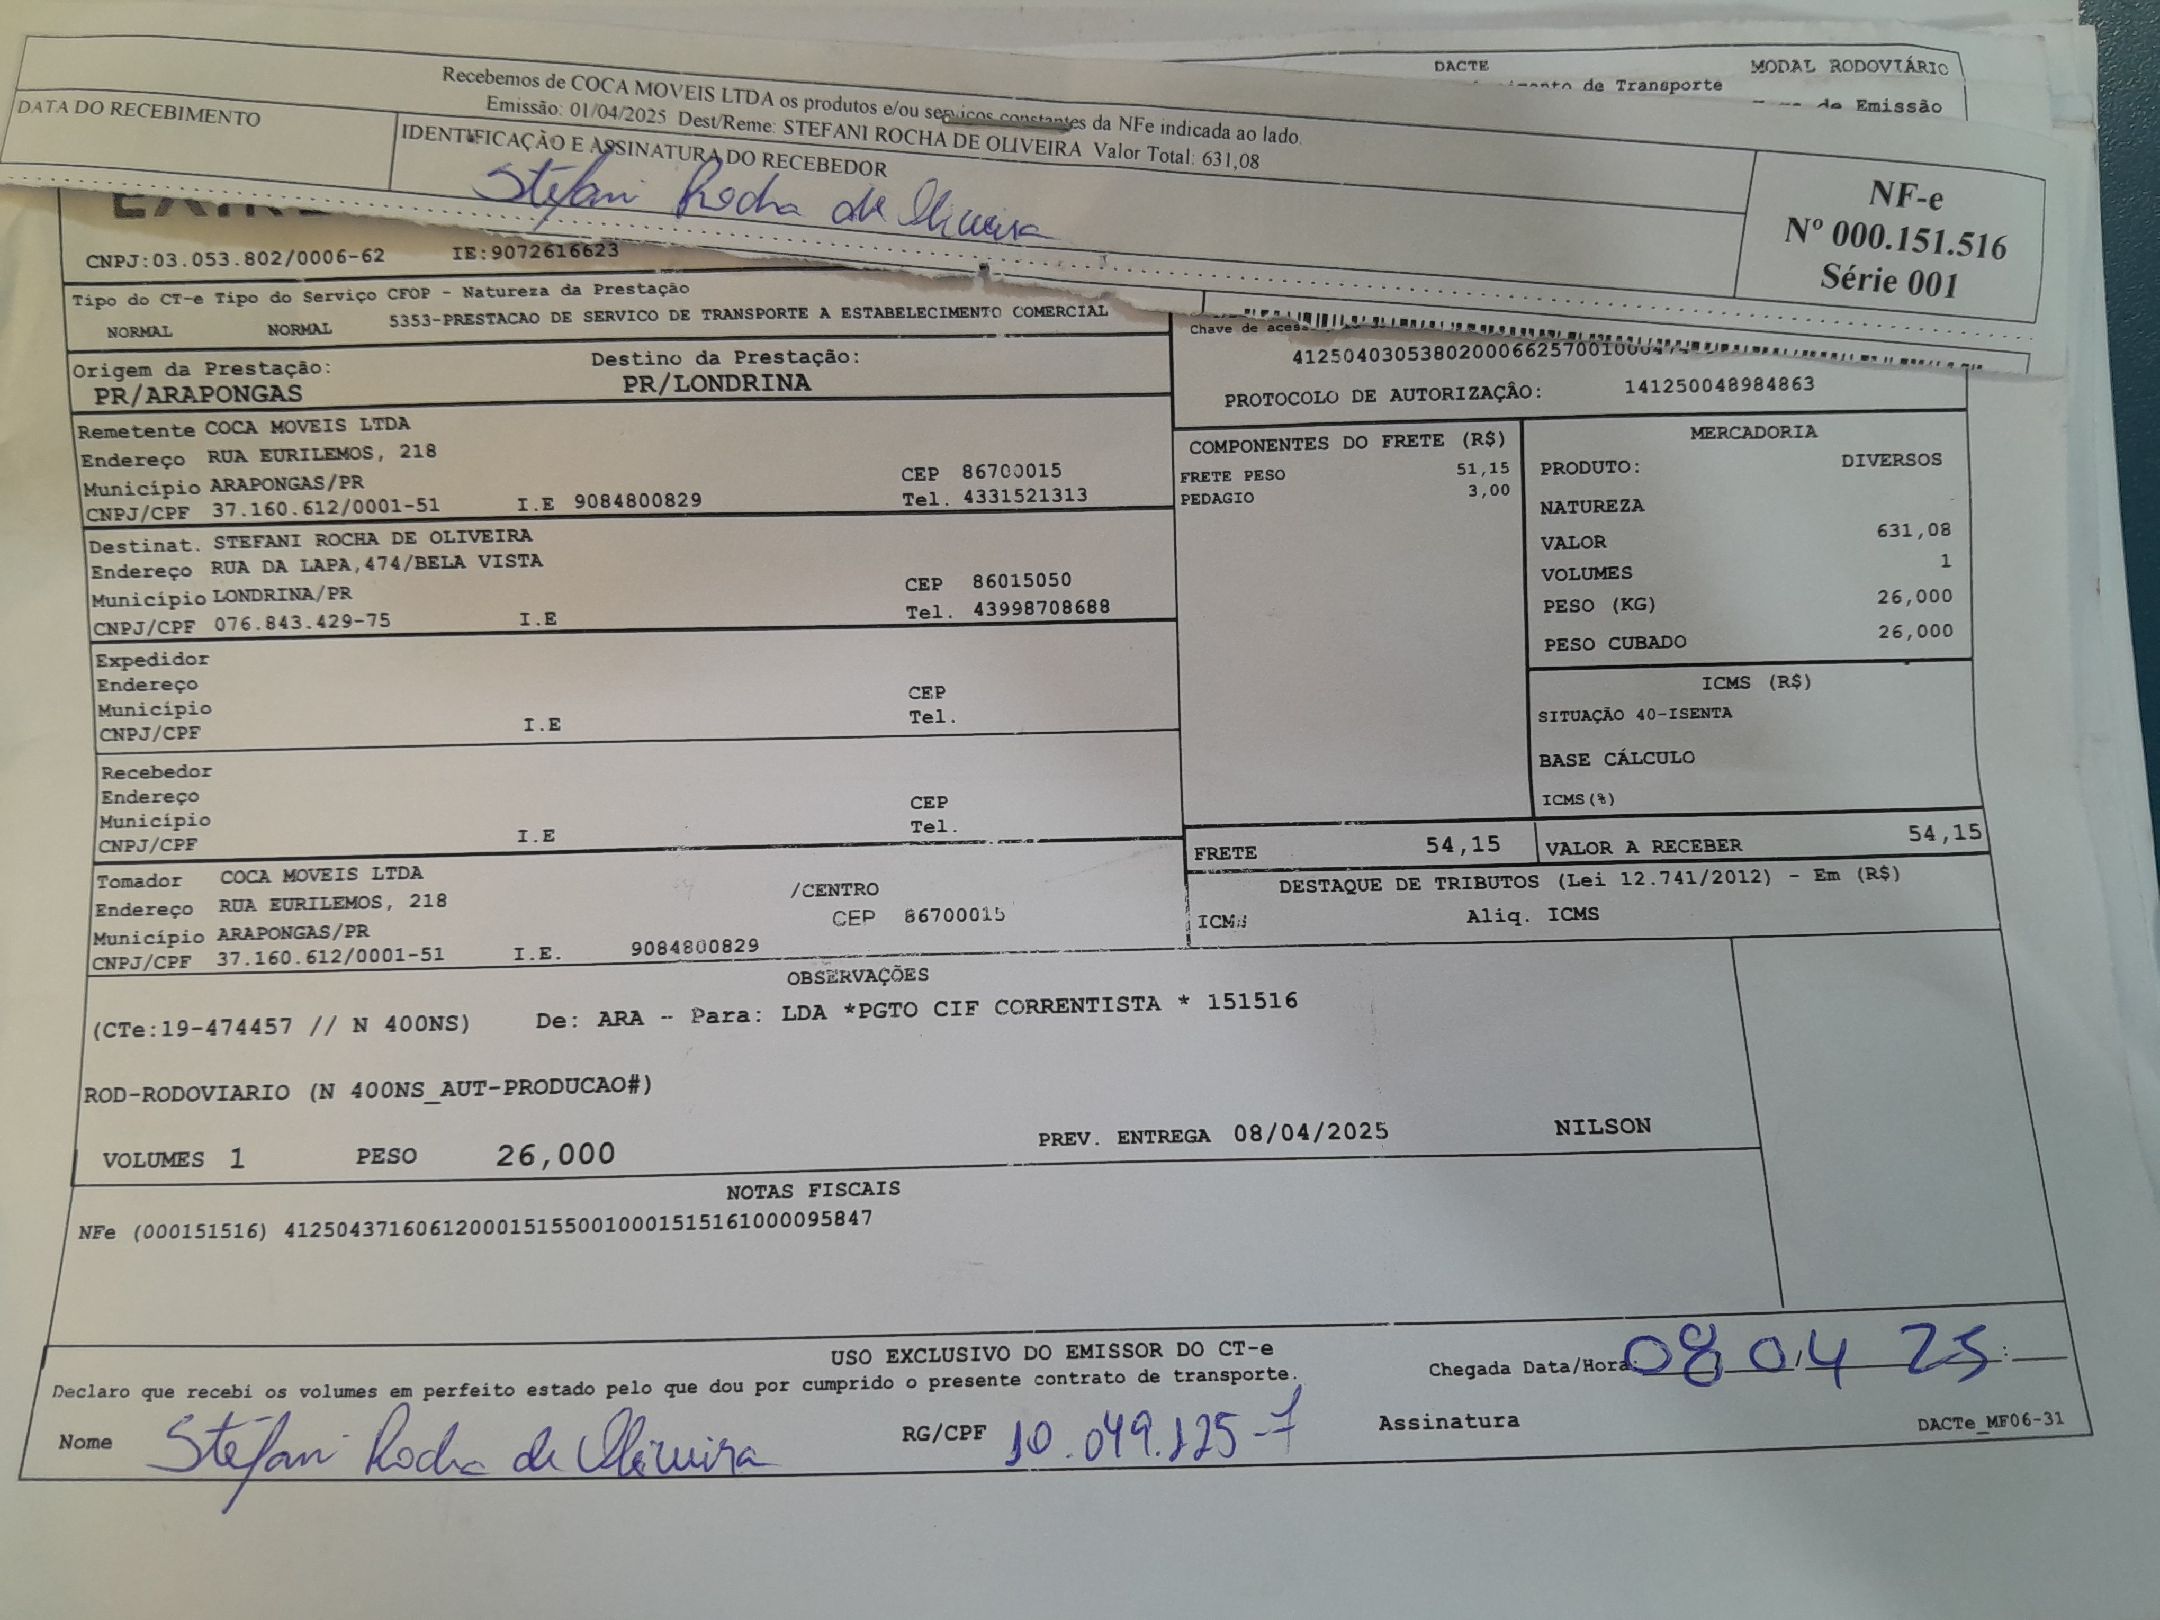 DACTE
MODAL RODOVIÁRIO
de Transporte
de Emissão
Recebemos de COCA MOVEIS LTDA os produtos e/ou serviços constantes da NFe indicada ao lado.
Emissão: 01/04/2025 Dest/Reme: STEFANI ROCHA DE OLIVEIRA Valor Total: 631,08
DATA DO RECEBIMENTO
IDENTIFICAÇÃO E ASSINATURA DO RECEBEDOR
Stéfani Rocha de Oliveira
NF-e
Nº 000.151.516
Série 001
CNPJ:03.053.802/0006-62 IE:9072616623
Tipo do CT-e Tipo do Serviço CFOP - Natureza da Prestação
NORMAL NORMAL 5353-PRESTACAO DE SERVICO DE TRANSPORTE A ESTABELECIMENTO COMERCIAL
Chave de
PROTOCOLO DE AUTORIZAÇÃO: 141250048984863
Origem da Prestação: Destino da Prestação:
PR/ARAPONGAS PR/LONDRINA
Remetente COCA MOVEIS LTDA
Endereço RUA EURILEMOS, 218
Município ARAPONGAS/PR CEP 86700015
CNPJ/CPF 37.160.612/0001-51 I.E 9084800829 Tel. 4331521313
Destinat. STEFANI ROCHA DE OLIVEIRA
Endereço RUA DA LAPA,474/BELA VISTA
Município LONDRINA/PR CEP 86015050
CNPJ/CPF 076.843.429-75 I.E Tel. 43998708688
Expedidor
Endereço
Município CEP
CNPJ/CPF I.E Tel.
Recebedor
Endereço
Município CEP
CNPJ/CPF I.E Tel.
Tomador COCA MOVEIS LTDA
Endereço RUA EURILEMOS, 218 /CENTRO
Município ARAPONGAS/PR CEP 86700015
CNPJ/CPF 37.160.612/0001-51 I.E. 9084800829
COMPONENTES DO FRETE (R$)
FRETE PESO 51,15
PEDAGIO 3,00
MERCADORIA
PRODUTO: DIVERSOS
NATUREZA
VALOR 631,08
VOLUMES 1
PESO (KG) 26,000
PESO CUBADO 26,000
ICMS (R$)
SITUAÇÃO 40-ISENTA
BASE CÁLCULO
ICMS(%)
FRETE 54,15 VALOR A RECEBER 54,15
DESTAQUE DE TRIBUTOS (Lei 12.741/2012) - Em (R$)
ICMS Aliq. ICMS
OBSERVAÇÕES
(CTe:19-474457 // N 400NS) De: ARA - Para: LDA *PGTO CIF CORRENTISTA * 151516
ROD-RODOVIARIO (N 400NS_AUT-PRODUCAO#)
VOLUMES 1 PESO 26,000 PREV. ENTREGA 08/04/2025 NILSON
NOTAS FISCAIS
NFe (000151516) 41250437160612000151550010001515161000095847
USO EXCLUSIVO DO EMISSOR DO CT-e
Declaro que recebi os volumes em perfeito estado pelo que dou por cumprido o presente contrato de transporte.
Chegada Data/Hora: 08/04 25
Nome Stéfani Rocha de Oliveira RG/CPF 10.049.125-7 Assinatura
DACTe_MF06-31